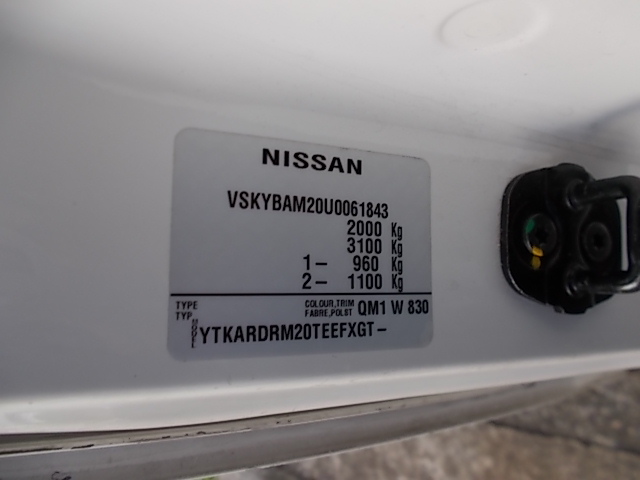 NISSAN
VSKYBAM20U0061843
2000 Kg
3100 Kg
1- 960 Kg
2- 1100 Kg
TYPE COLOUR,TRIM QM1 W 830
TYP. FABRE,POLST
MODELL YTKARDRM20TEEFXGT-